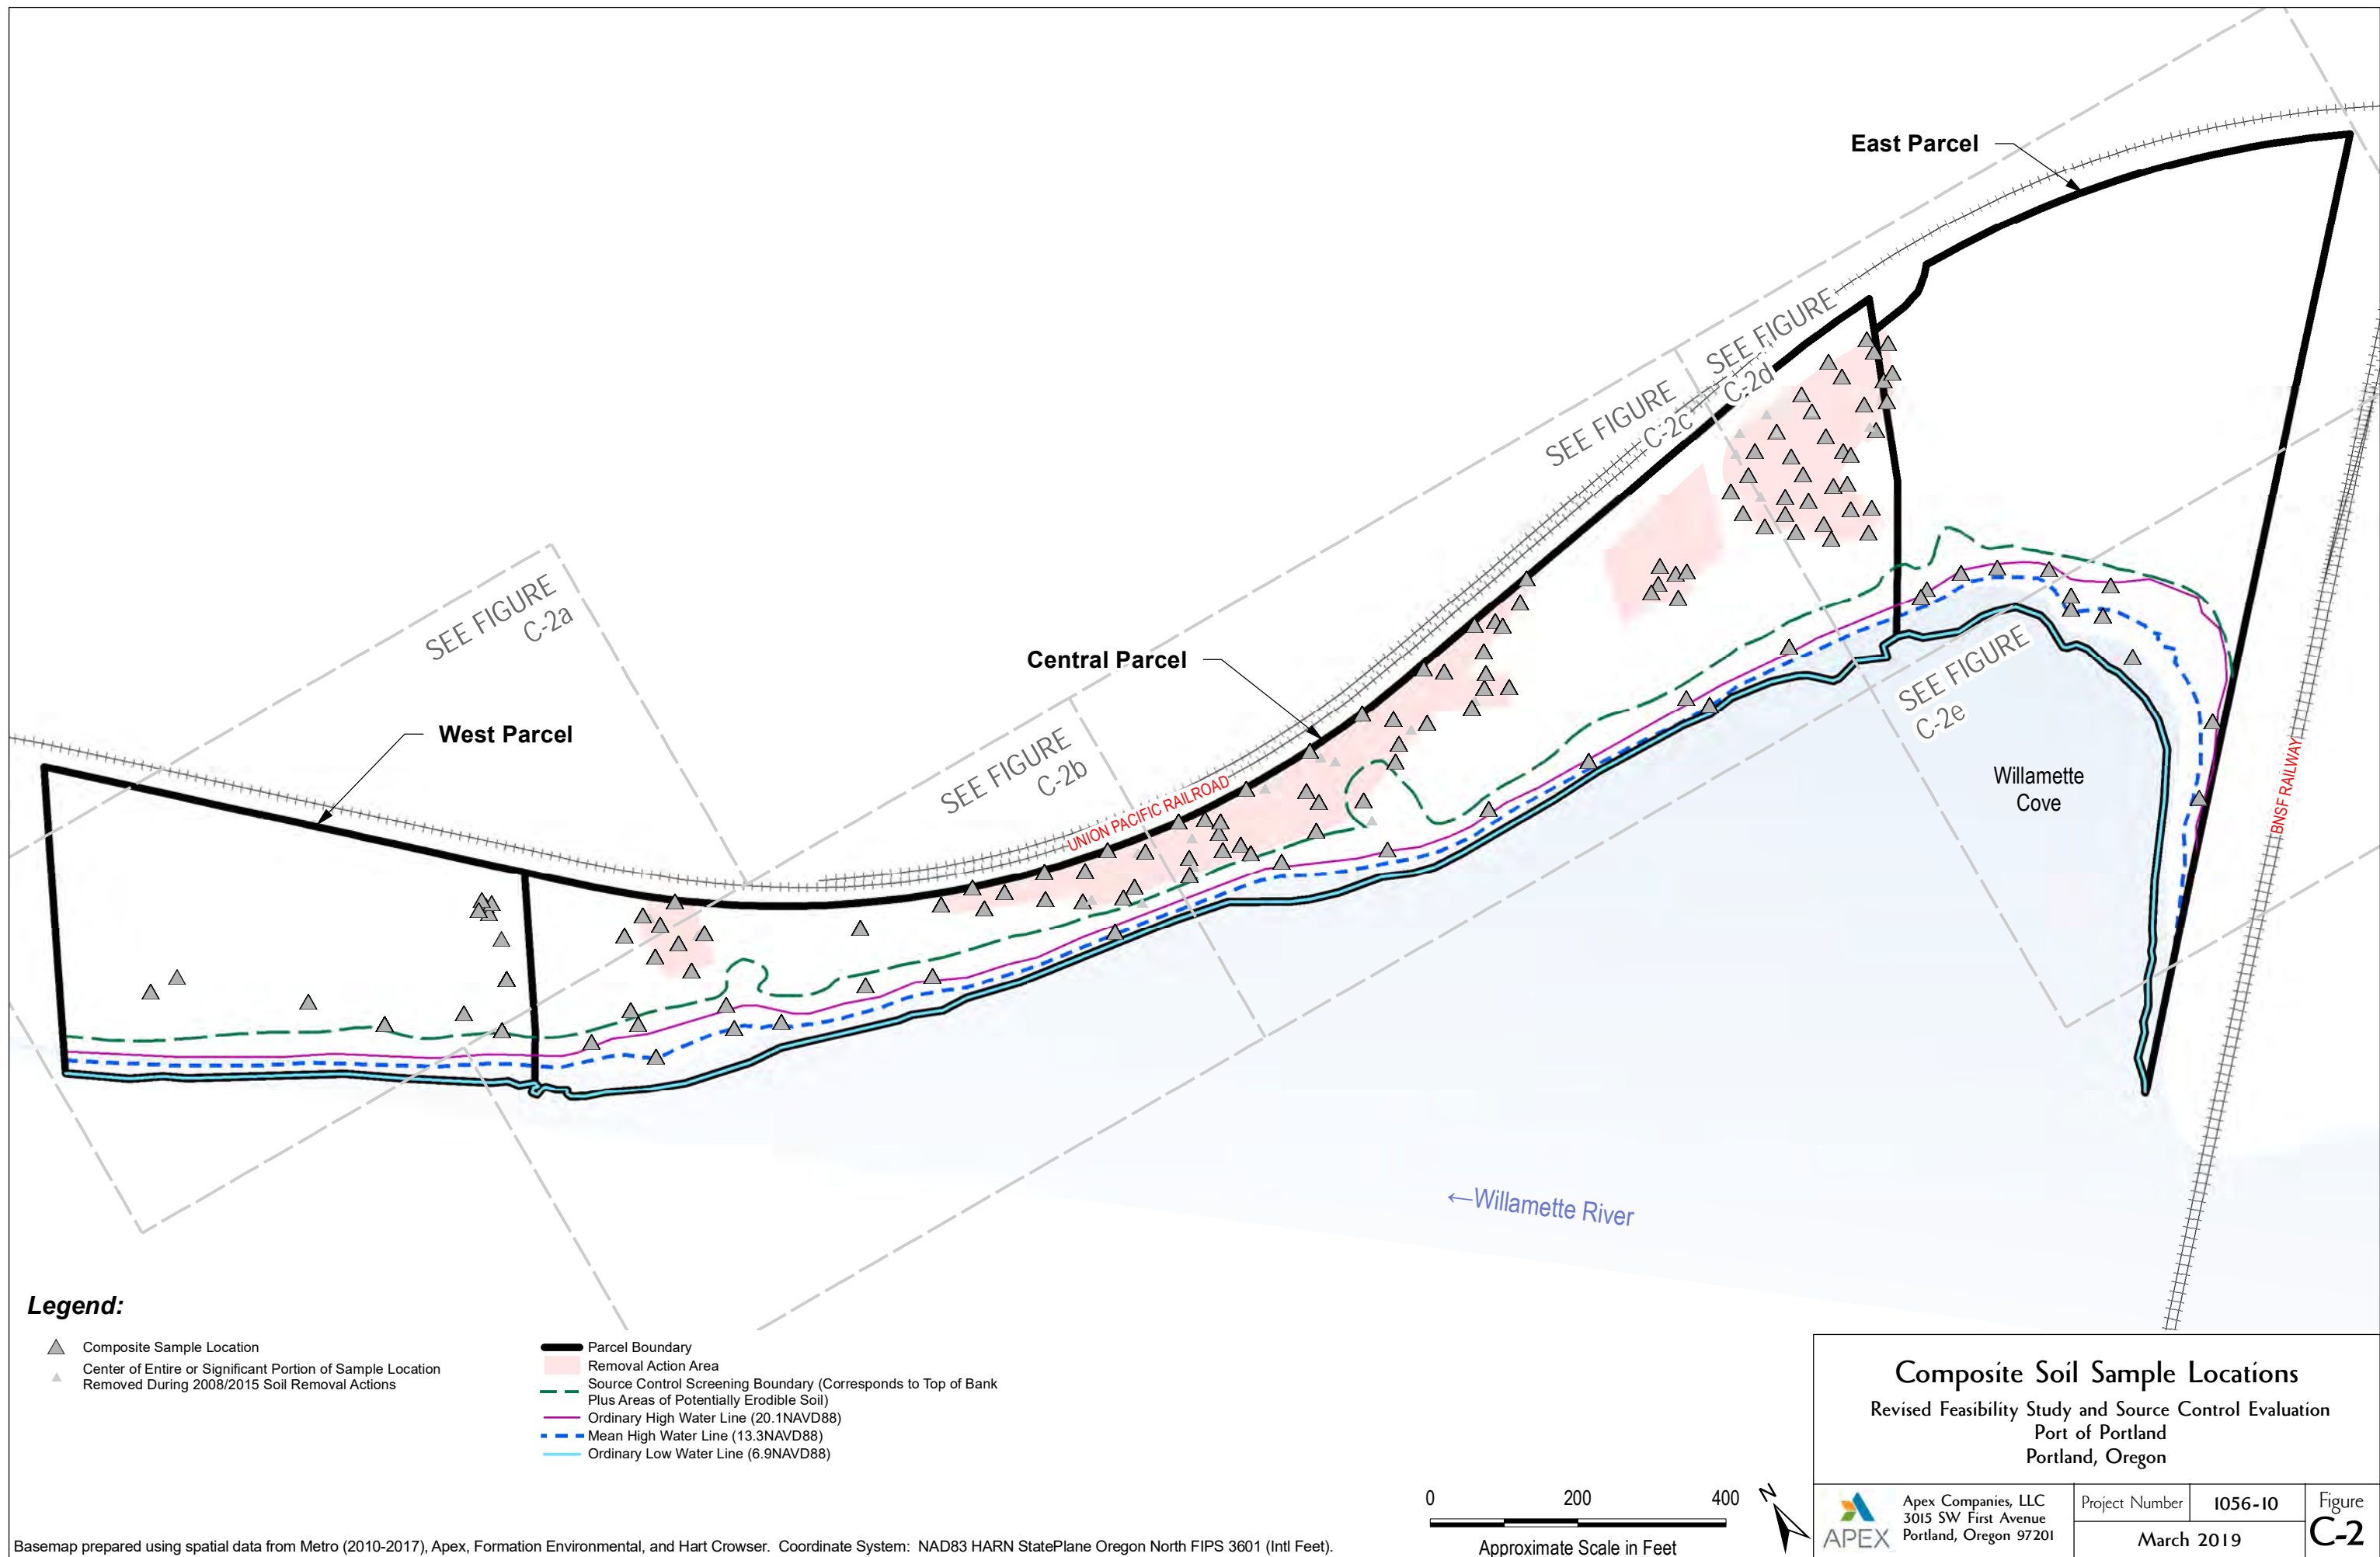 East Parcel
SEE FIGURE
C-2d
SEE FIGURE
C-2c
SEE FIGURE
C-2a
Central Parcel
SEE FIGURE
C-2e
West Parcel
SEE FIGURE
C-2b
UNION PACIFIC RAILROAD
BNSF RAILWAY
Willamette
Cove
←Willamette River
Legend:
Composite Sample Location
Center of Entire or Significant Portion of Sample Location
Removed During 2008/2015 Soil Removal Actions
Parcel Boundary
Removal Action Area
Source Control Screening Boundary (Corresponds to Top of Bank
Plus Areas of Potentially Erodible Soil)
Ordinary High Water Line (20.1NAVD88)
Mean High Water Line (13.3NAVD88)
Ordinary Low Water Line (6.9NAVD88)
Basemap prepared using spatial data from Metro (2010-2017), Apex, Formation Environmental, and Hart Crowser. Coordinate System: NAD83 HARN StatePlane Oregon North FIPS 3601 (Intl Feet).
0 200 400
Approximate Scale in Feet
N
Composite Soil Sample Locations
Revised Feasibility Study and Source Control Evaluation
Port of Portland
Portland, Oregon
APEX
Apex Companies, LLC
3015 SW First Avenue
Portland, Oregon 97201
Project Number 1056-10
March 2019
Figure
C-2